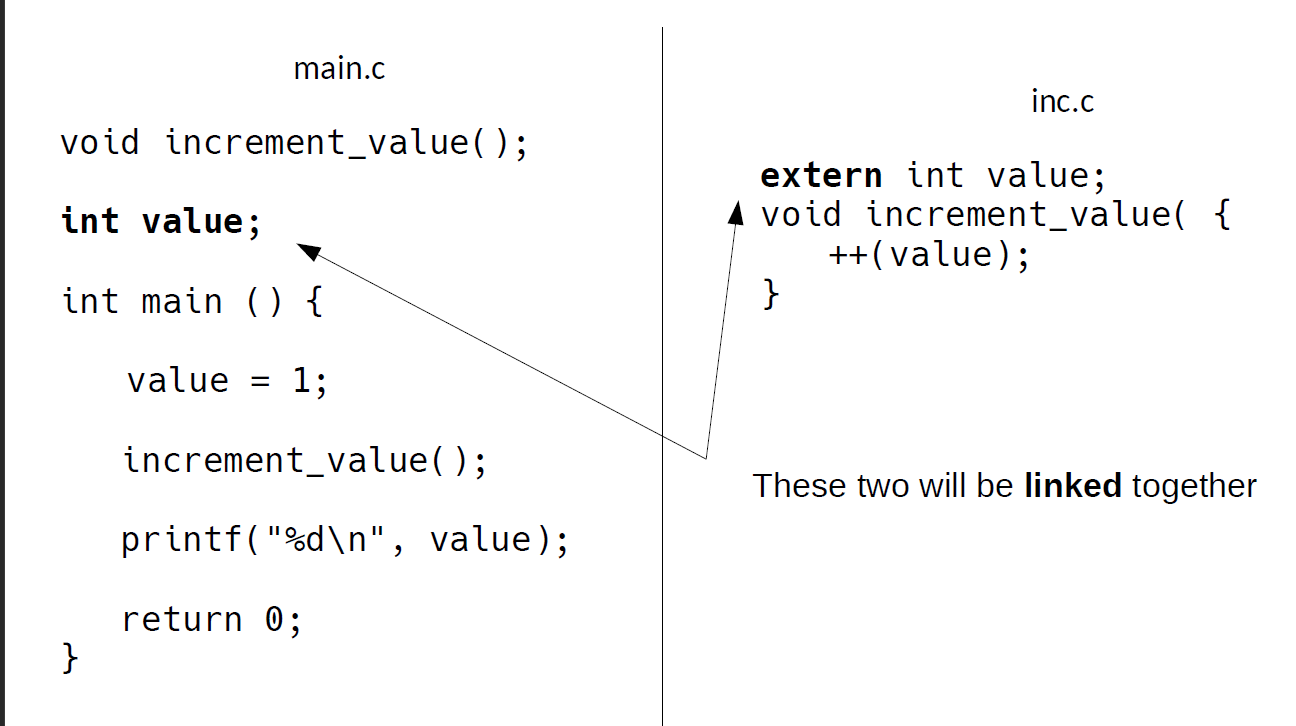 main.c
void increment_value();
int value;
int main () {
value = 1;
increment_value();
printf("%d\n", value);
return 0;
}
inc.c
extern int value;
void increment_value( {
++(value);
}
These two will be linked together